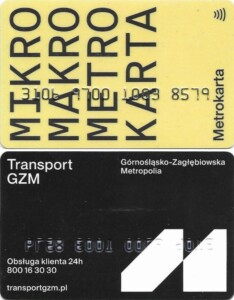 MIKRO
MAKRO
METRO
KARTA
3106 9700 8579
Metrokarta
Transport
GZM
Górnośląsko-Zagłębiowska
Metropolia
Obsługa klienta 24h
800 16 30 30
transportgzm.pl